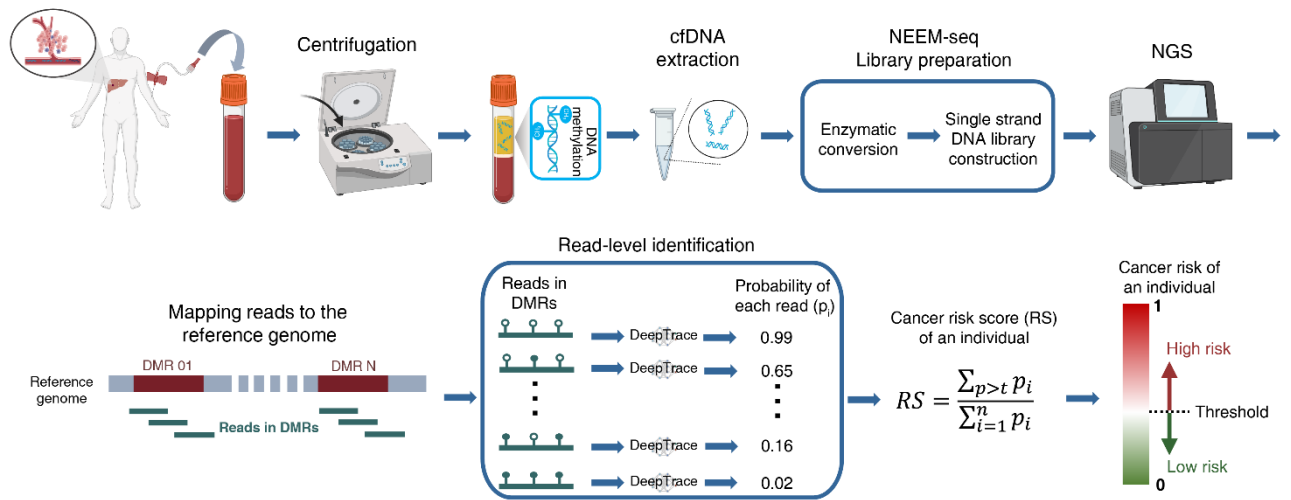 Centrifugation
DNA
methylation
CH₃
CH₃
cfDNA
extraction
NEEM-seq
Library preparation
Enzymatic
conversion
Single strand
DNA library
construction
NGS
Mapping reads to the
reference genome
DMR 01
DMR N
Reference
genome
Reads in DMRs
Read-level identification
Reads in
DMRs
Probability of
each read (pᵢ)
DeepTrace
0.99
DeepTrace
0.65
DeepTrace
0.16
DeepTrace
0.02
Cancer risk score (RS)
of an individual
RS = ∑p>t pᵢ / ∑ⁿi=1 pᵢ
Cancer risk of
an individual
1
High risk
Threshold
Low risk
0